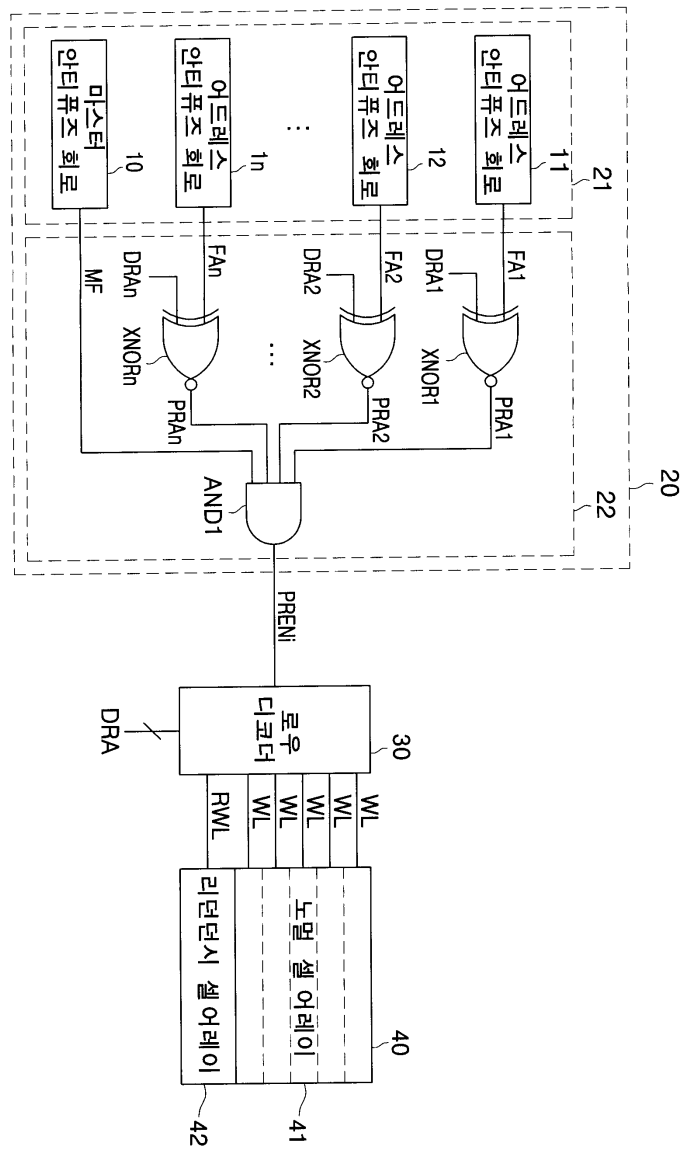 20
21
22
어드레스
안티퓨즈 회로
11
FA1
DRA1
XNOR1
PRA1
어드레스
안티퓨즈 회로
12
FA2
DRA2
XNOR2
PRA2
...
...
어드레스
안티퓨즈 회로
1n
FAn
DRAn
XNORn
PRAn
마스터
안티퓨즈 회로
10
MF
AND1
PRENi
로우
디코더
30
DRA
WL
WL
WL
WL
WL
RWL
40
노멀 셀 어레이
41
리던던시 셀 어레이
42